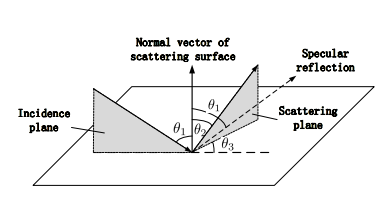 Normal vector of
scattering surface
Specular
reflection
θ₁
Incidence
plane
Scattering
plane
θ₁
θ₂
θ₃